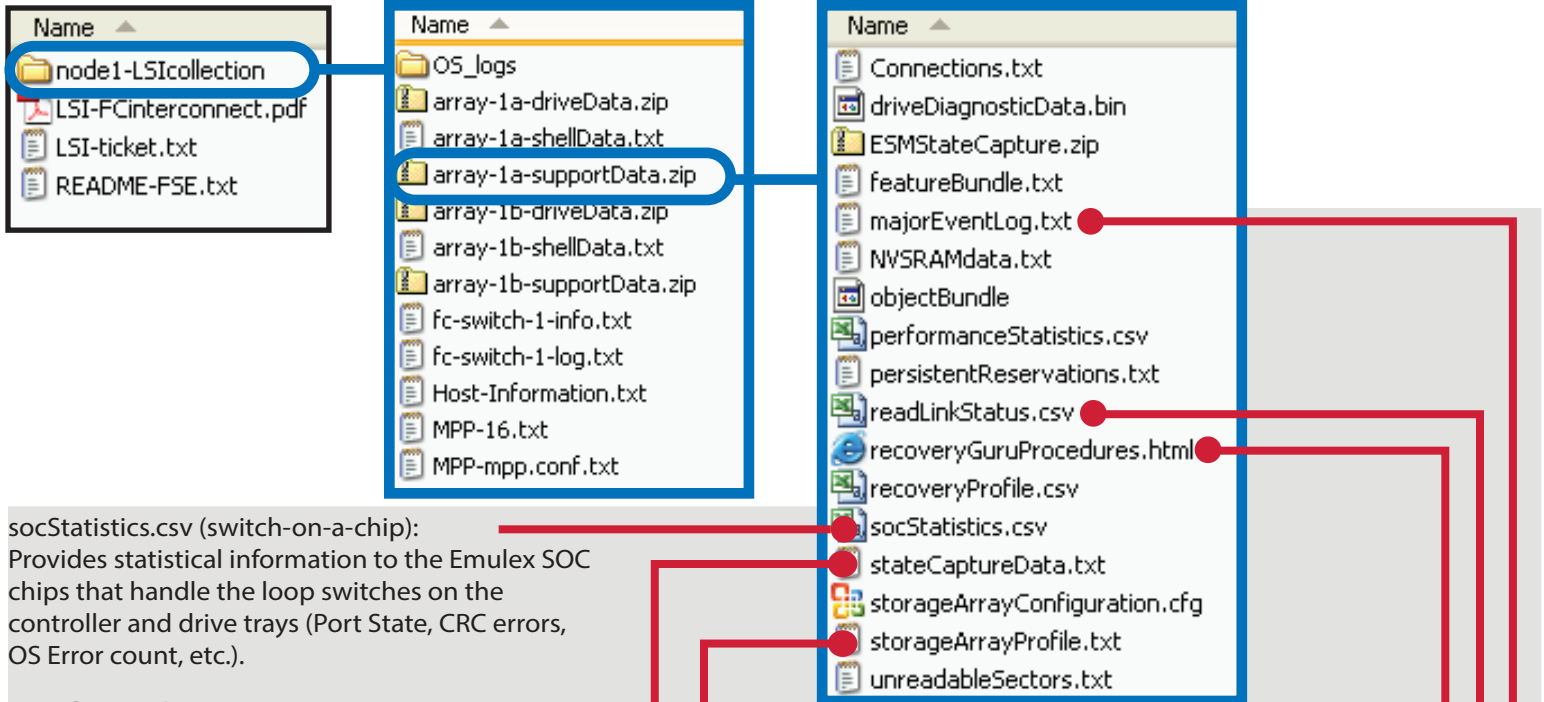 Name
node1-LSIcollection
LSI-FCinterconnect.pdf
LSI-ticket.txt
README-FSE.txt
Name
OS_logs
array-1a-driveData.zip
array-1a-shellData.txt
array-1a-supportData.zip
array-1b-driveData.zip
array-1b-shellData.txt
array-1b-supportData.zip
fc-switch-1-info.txt
fc-switch-1-log.txt
Host-Information.txt
MPP-16.txt
MPP-mpp.conf.txt
Name
Connections.txt
driveDiagnosticData.bin
ESMStateCapture.zip
featureBundle.txt
majorEventLog.txt
NVSRAMdata.txt
objectBundle
performanceStatistics.csv
persistentReservations.txt
readLinkStatus.csv
recoveryGuruProcedures.html
recoveryProfile.csv
socStatistics.csv
stateCaptureData.txt
storageArrayConfiguration.cfg
storageArrayProfile.txt
unreadableSectors.txt
socStatistics.csv (switch-on-a-chip):
Provides statistical information to the Emulex SOC
chips that handle the loop switches on the
controller and drive trays (Port State, CRC errors,
OS Error count, etc.).